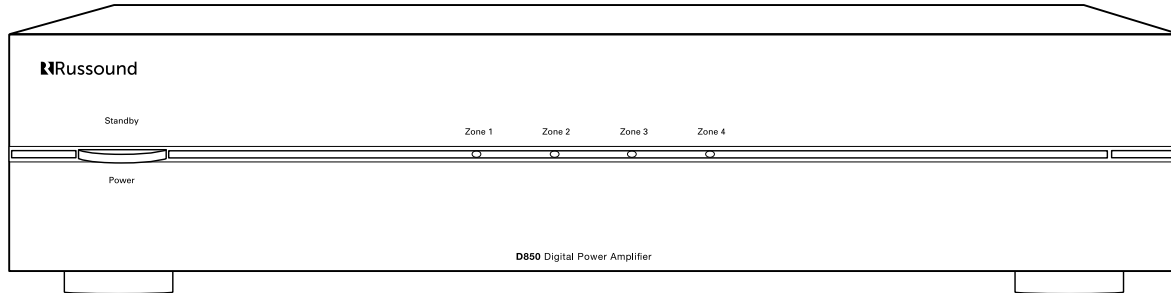 Russound
Standby
Zone 1 Zone 2 Zone 3 Zone 4
Power
D850 Digital Power Amplifier